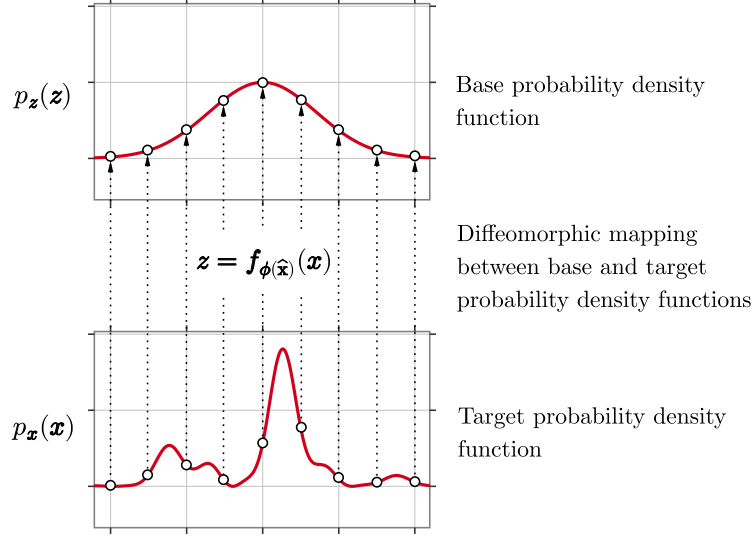 p_z(z)
Base probability density
function
z = f_{ϕ(x̂)}(x)
Diffeomorphic mapping
between base and target
probability density functions
p_x(x)
Target probability density
function